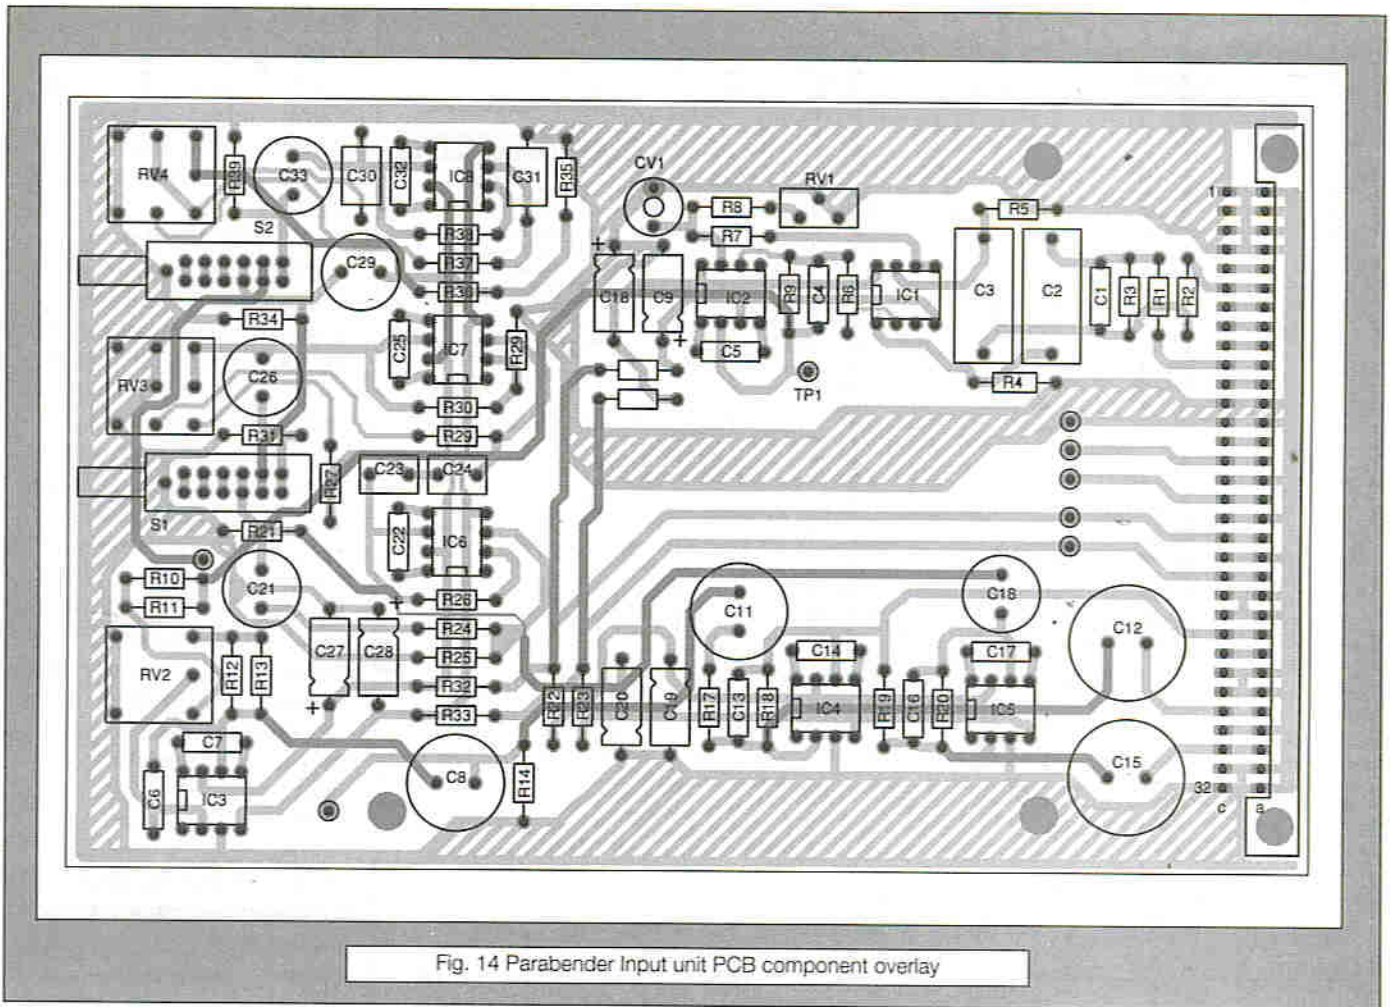 RV4
R39
C33
C30
C32
IC8
C31
R35
S2
R38
R37
R36
C29
R34
C25
IC7
R29
RV3
C26
R30
R31
R29
R27
C23
C24
S1
R21
C22
IC6
R10
R11
C21
R26
R24
R25
R32
R33
C27
C28
+
+
RV2
R12
R13
C7
C6
IC3
C8
R14
CV1
R8
R7
RV1
+
C18
C9
+
IC2
R9
C4
R6
IC1
C5
TP1
R5
C3
C2
C1
R3
R1
R2
R4
1
C11
C18
C12
C14
C17
R22
R23
C20
C19
R17
C13
R18
IC4
R19
C16
R20
IC5
C15
32
c
a
Fig. 14 Parabender Input unit PCB component overlay